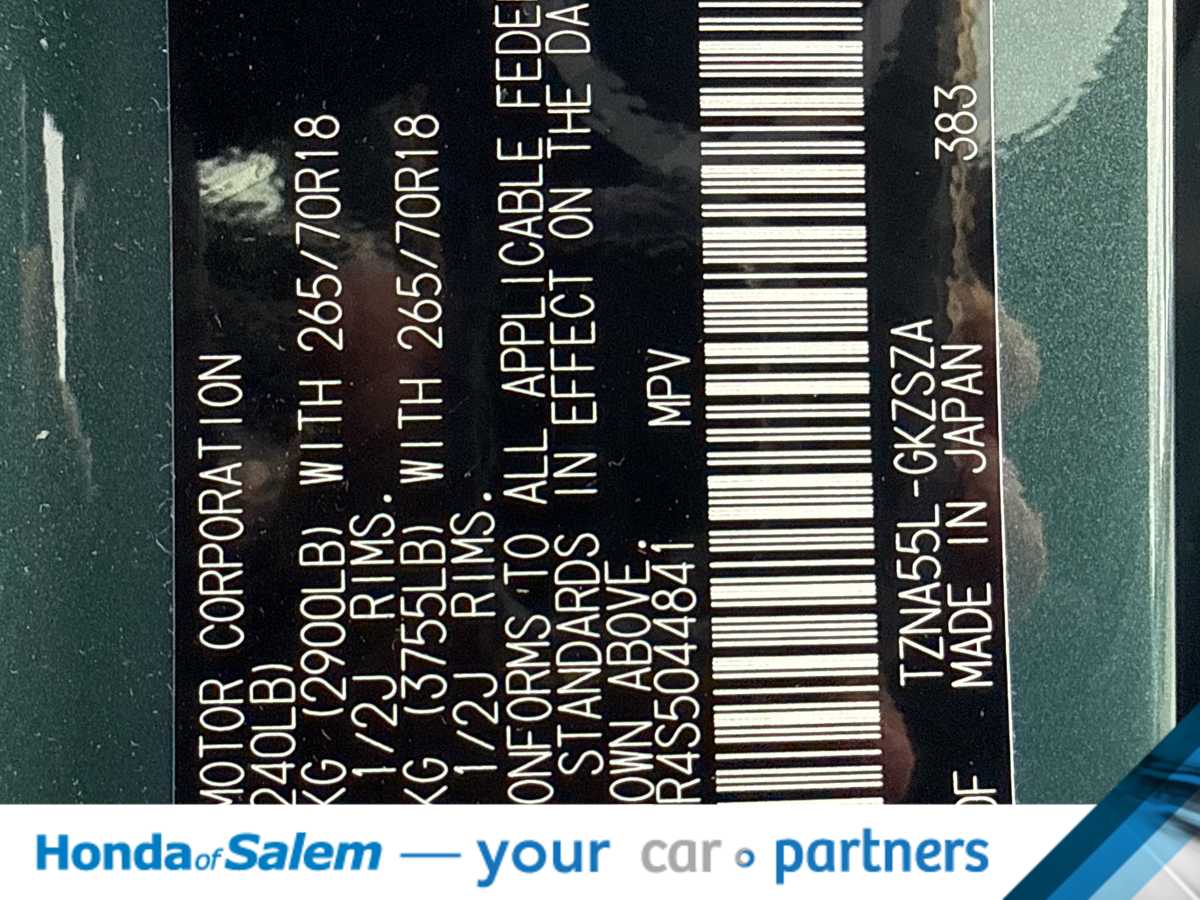 MOTOR CORPORATION
240LB)
KG (2900LB) WITH 265/70R18
1/2J RIMS.
KG (3755LB) WITH 265/70R18
1/2J RIMS.
ONFORMS TO ALL APPLICABLE FEDE
STANDARDS IN EFFECT ON THE DA
OWN ABOVE.
R4S5044841 MPV
TZNA55L-GKZSZA
OF MADE IN JAPAN 383
Honda of Salem — your car partners